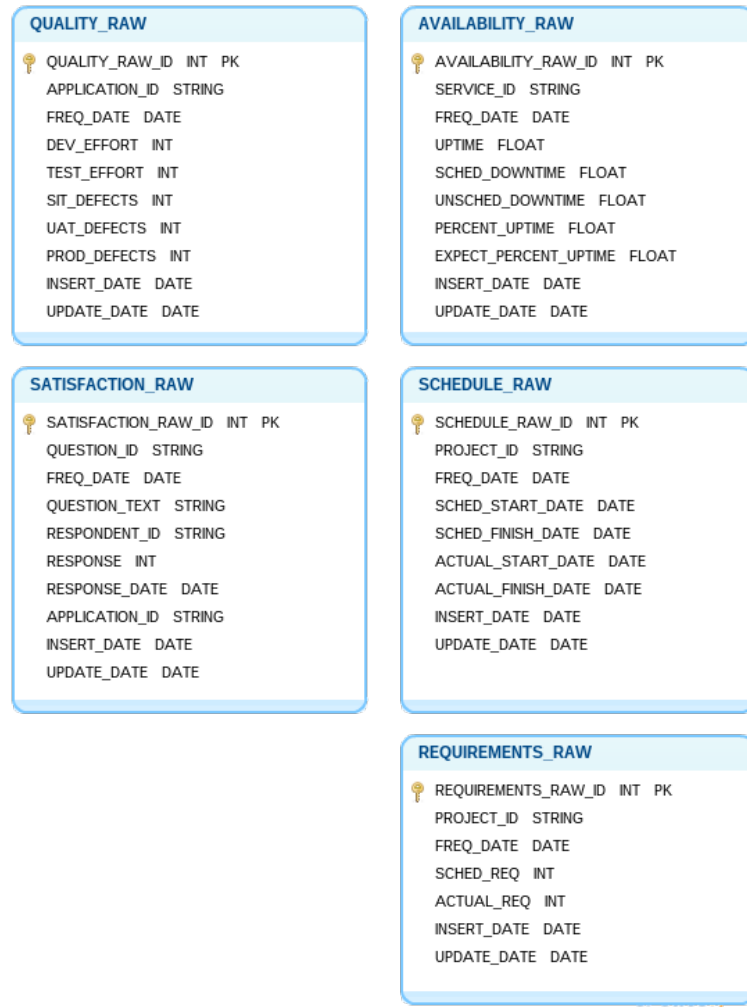 QUALITY_RAW
QUALITY_RAW_ID INT PK
APPLICATION_ID STRING
FREQ_DATE DATE
DEV_EFFORT INT
TEST_EFFORT INT
SIT_DEFECTS INT
UAT_DEFECTS INT
PROD_DEFECTS INT
INSERT_DATE DATE
UPDATE_DATE DATE
AVAILABILITY_RAW
AVAILABILITY_RAW_ID INT PK
SERVICE_ID STRING
FREQ_DATE DATE
UPTIME FLOAT
SCHED_DOWNTIME FLOAT
UNSCHED_DOWNTIME FLOAT
PERCENT_UPTIME FLOAT
EXPECT_PERCENT_UPTIME FLOAT
INSERT_DATE DATE
UPDATE_DATE DATE
SATISFACTION_RAW
SATISFACTION_RAW_ID INT PK
QUESTION_ID STRING
FREQ_DATE DATE
QUESTION_TEXT STRING
RESPONDENT_ID STRING
RESPONSE INT
RESPONSE_DATE DATE
APPLICATION_ID STRING
INSERT_DATE DATE
UPDATE_DATE DATE
SCHEDULE_RAW
SCHEDULE_RAW_ID INT PK
PROJECT_ID STRING
FREQ_DATE DATE
SCHED_START_DATE DATE
SCHED_FINISH_DATE DATE
ACTUAL_START_DATE DATE
ACTUAL_FINISH_DATE DATE
INSERT_DATE DATE
UPDATE_DATE DATE
REQUIREMENTS_RAW
REQUIREMENTS_RAW_ID INT PK
PROJECT_ID STRING
FREQ_DATE DATE
SCHED_REQ INT
ACTUAL_REQ INT
INSERT_DATE DATE
UPDATE_DATE DATE